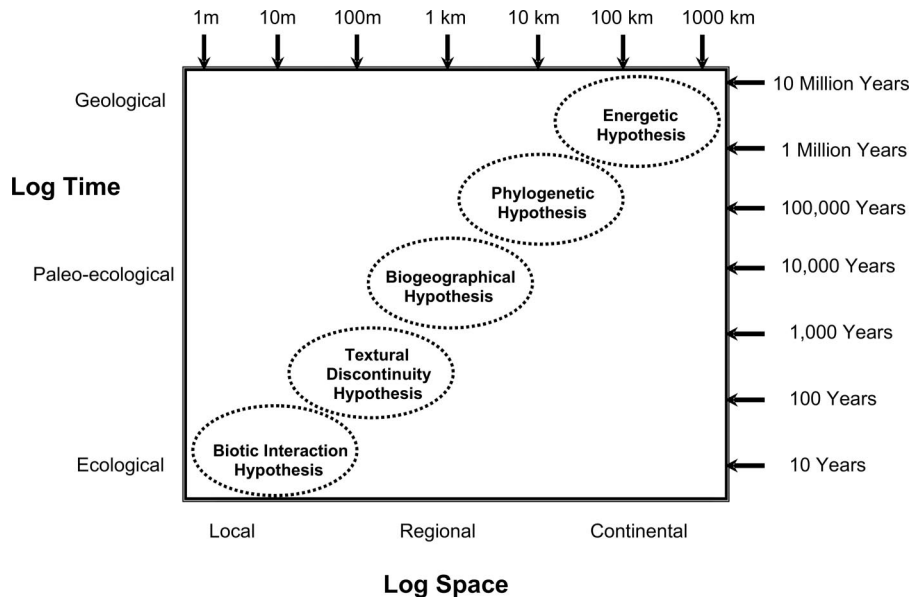 1m 10m 100m 1 km 10 km 100 km 1000 km
Geological
10 Million Years
Energetic
Hypothesis
1 Million Years
Log Time
Phylogenetic
Hypothesis
100,000 Years
Paleo-ecological
Biogeographical
Hypothesis
10,000 Years
1,000 Years
Textural
Discontinuity
Hypothesis
100 Years
Ecological
Biotic Interaction
Hypothesis
10 Years
Local Regional Continental
Log Space